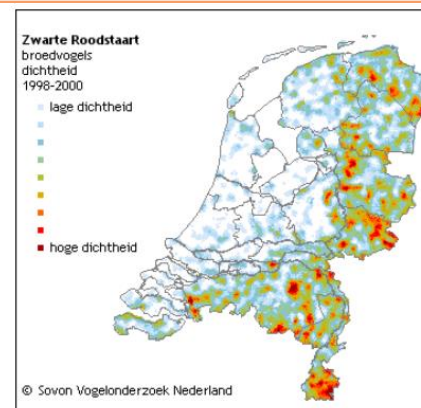 Zwarte Roodstaart
broedvogels
dichtheid
1998-2000
lage dichtheid
hoge dichtheid
© Sovon Vogelonderzoek Nederland